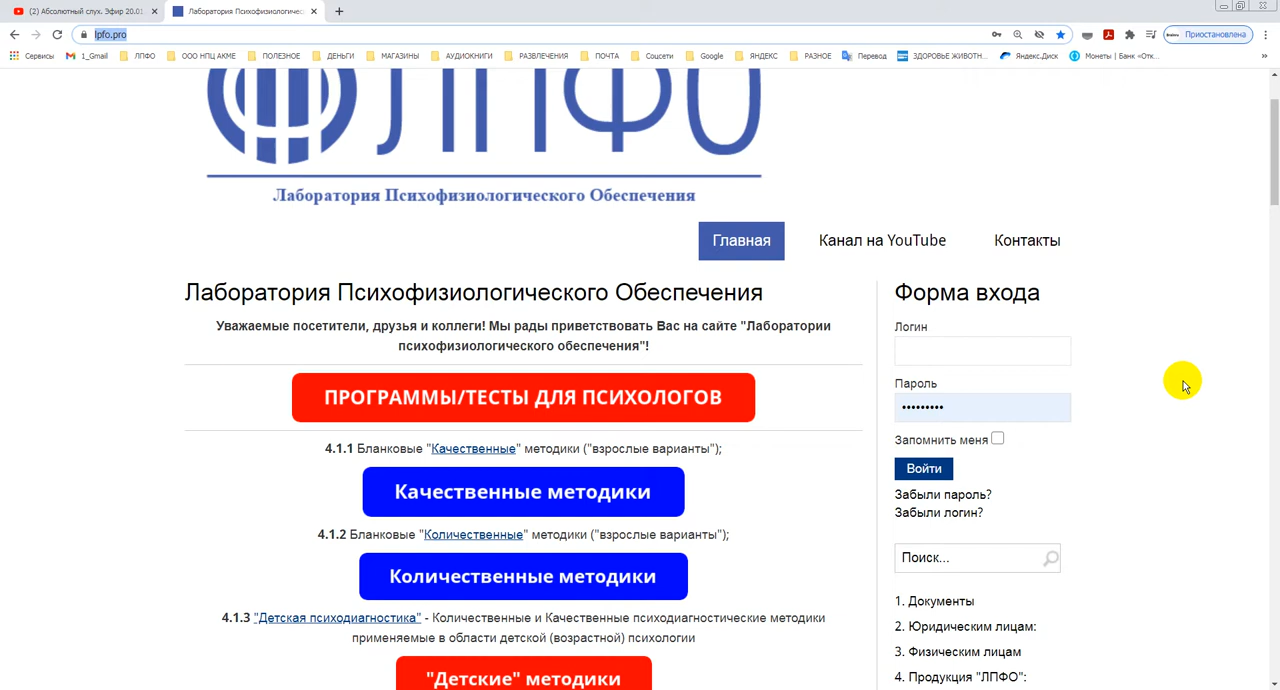 (2) Абсолютный слух. Эфир 20.01
Лаборатория Психофизиологичес
lpfo.pro
Приостановлена
Сервисы
1_Gmail
ЛПФО
ООО НПЦ АКМЕ
ПОЛЕЗНОЕ
ДЕНЬГИ
МАГАЗИНЫ
АУДИОКНИГИ
РАЗВЛЕЧЕНИЯ
ПОЧТА
Соцсети
Google
ЯНДЕКС
РАЗНОЕ
Перевод
ЗДОРОВЬЕ ЖИВОТН...
Яндекс.Диск
Монеты | Банк «Отк...
ЛПФО
Лаборатория Психофизиологического Обеспечения
Главная
Канал на YouTube
Контакты
Лаборатория Психофизиологического Обеспечения
Уважаемые посетители, друзья и коллеги! Мы рады приветствовать Вас на сайте "Лаборатории
психофизиологического обеспечения"!
ПРОГРАММЫ/ТЕСТЫ ДЛЯ ПСИХОЛОГОВ
4.1.1 Бланковые "Качественные" методики ("взрослые варианты");
Качественные методики
4.1.2 Бланковые "Количественные" методики ("взрослые варианты");
Количественные методики
4.1.3 "Детская психодиагностика" - Количественные и Качественные психодиагностические методики
применяемые в области детской (возрастной) психологии
"Детские" методики
Форма входа
Логин
Пароль
•••••••••
Запомнить меня
Войти
Забыли пароль?
Забыли логин?
Поиск...
1. Документы
2. Юридическим лицам:
3. Физическим лицам
4. Продукция "ЛПФО":